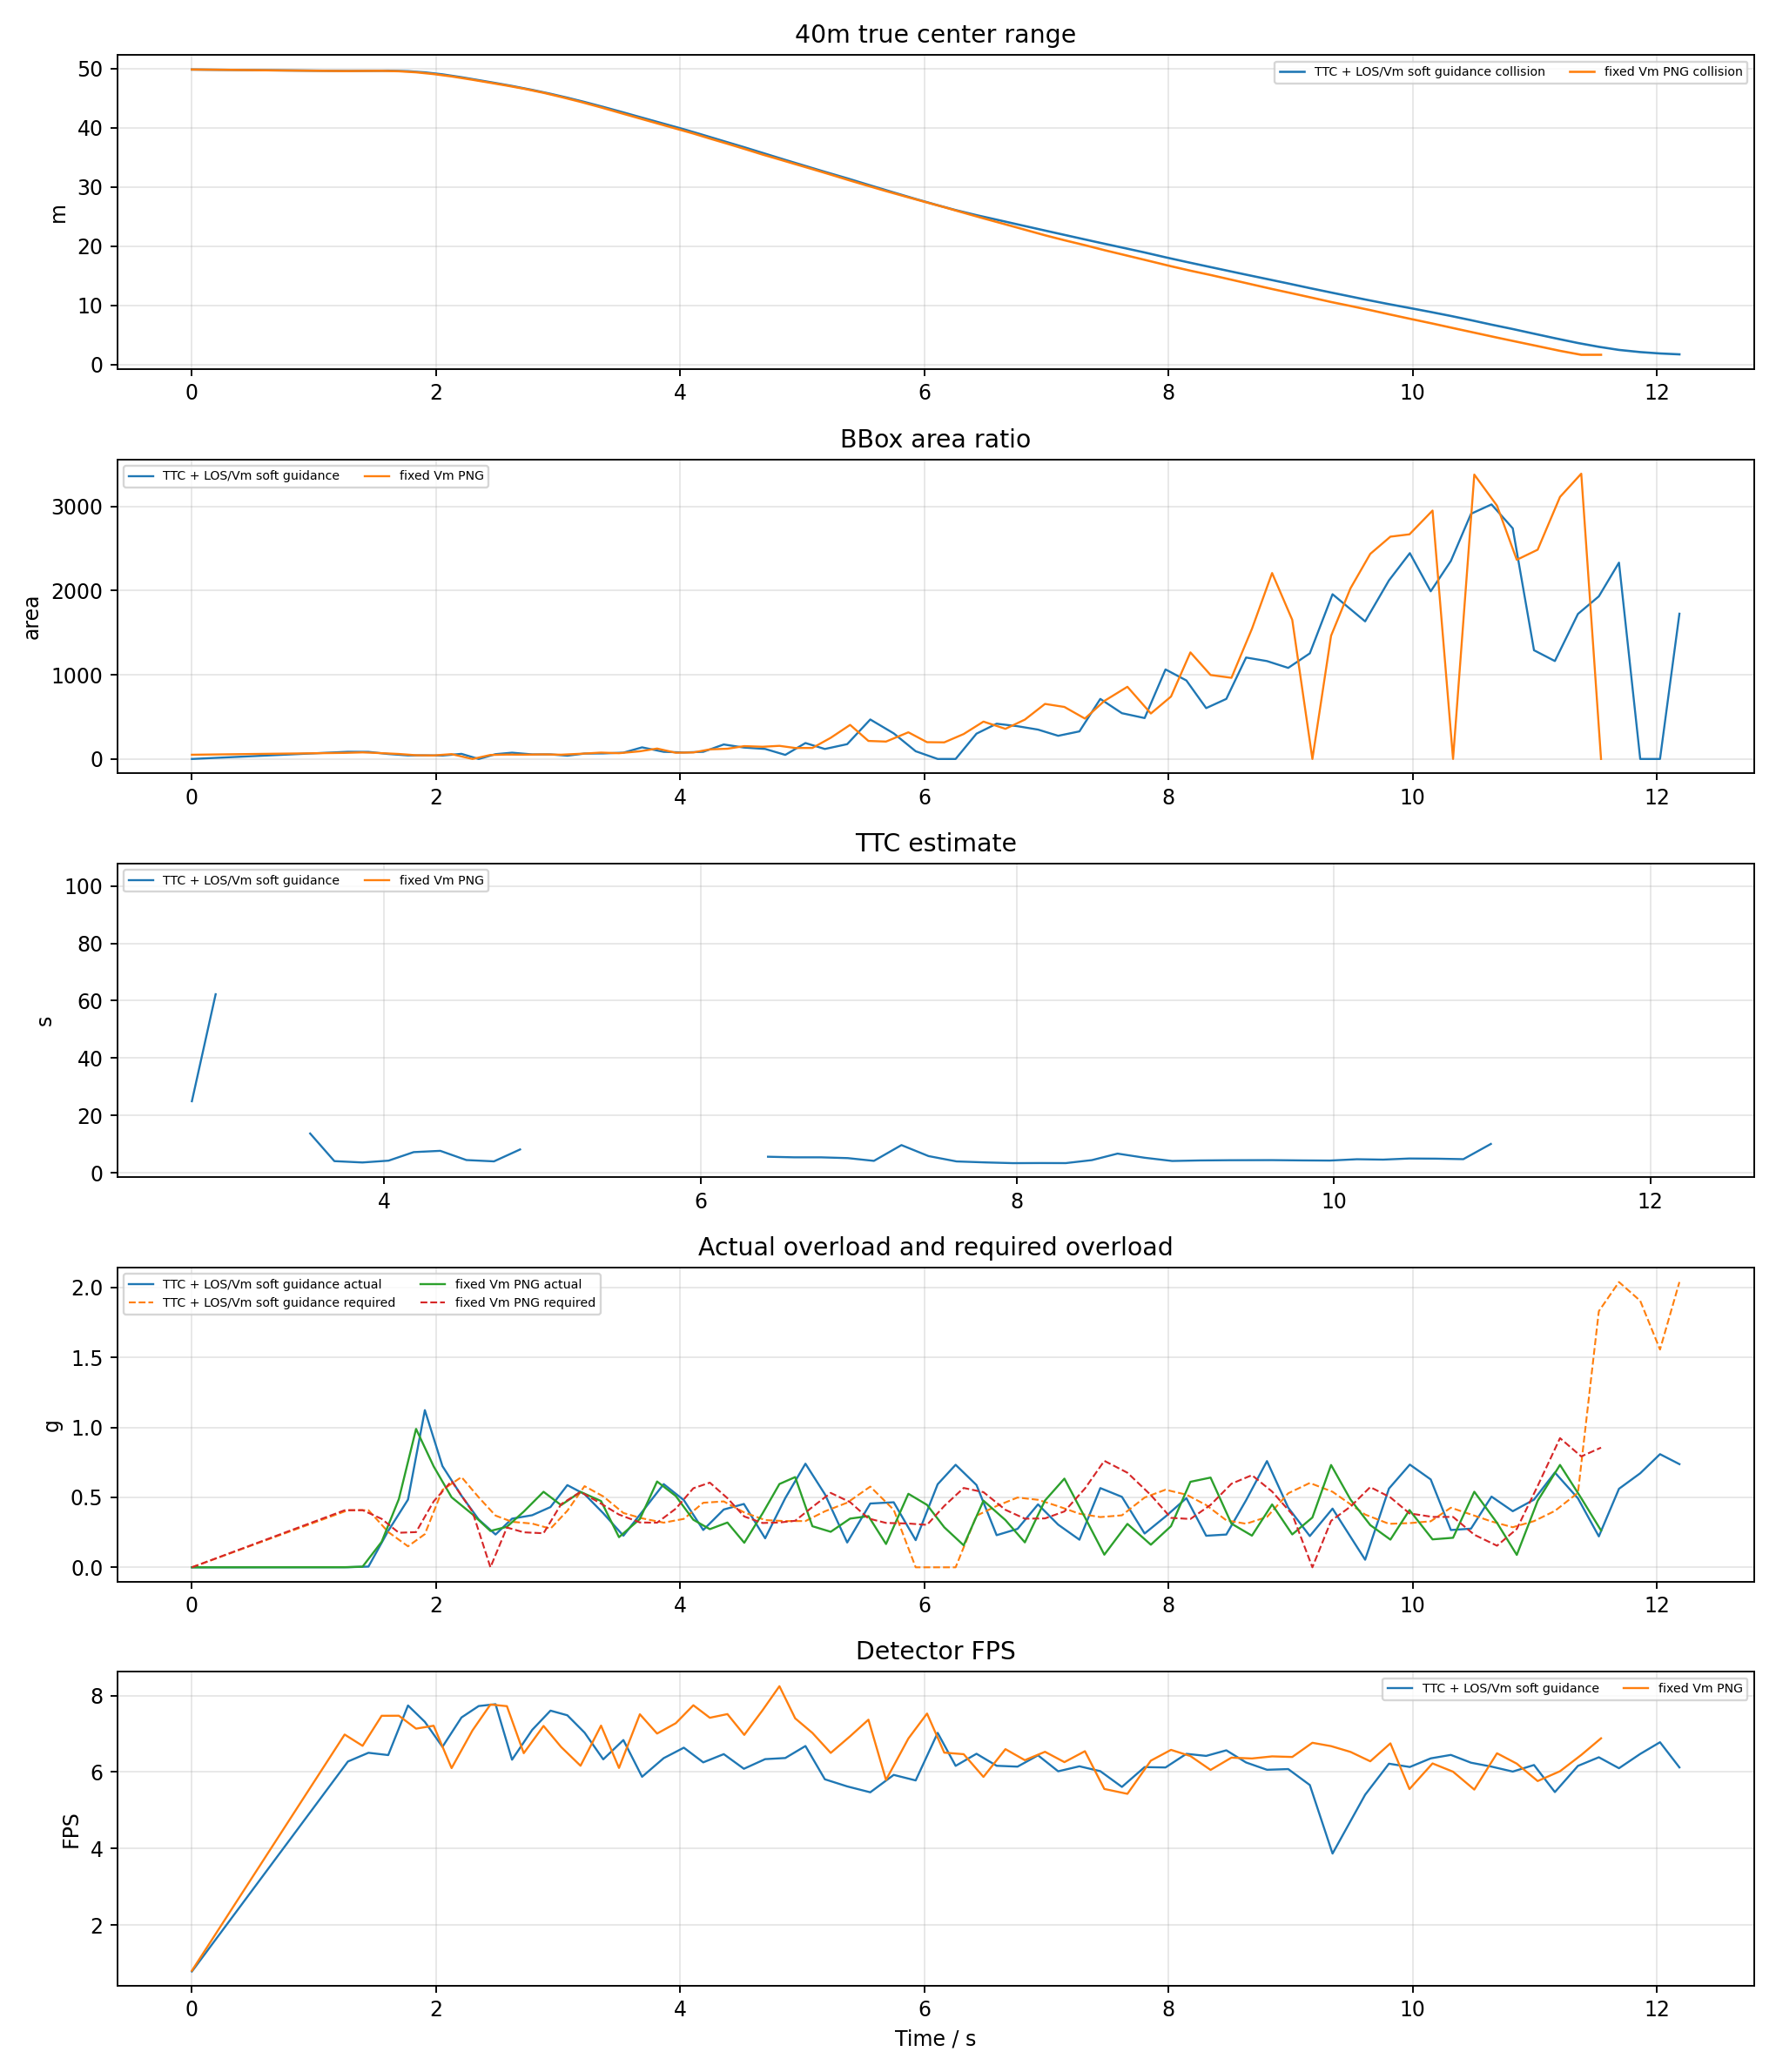 40m true center range
TTC + LOS/Vm soft guidance collision fixed Vm PNG collision
50
40
30
20
10
0
m
0 2 4 6 8 10 12
BBox area ratio
TTC + LOS/Vm soft guidance fixed Vm PNG
3000
2000
1000
0
area
0 2 4 6 8 10 12
TTC estimate
TTC + LOS/Vm soft guidance fixed Vm PNG
100
80
60
40
20
0
s
4 6 8 10 12
Actual overload and required overload
TTC + LOS/Vm soft guidance actual fixed Vm PNG actual
TTC + LOS/Vm soft guidance required fixed Vm PNG required
2.0
1.5
1.0
0.5
0.0
g
0 2 4 6 8 10 12
Detector FPS
TTC + LOS/Vm soft guidance fixed Vm PNG
8
6
4
2
FPS
0 2 4 6 8 10 12
Time / s